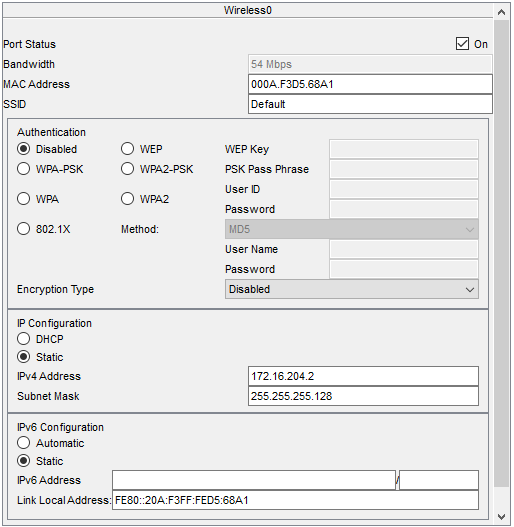 Wireless0
Port Status On
Bandwidth 54 Mbps
MAC Address 000A.F3D5.68A1
SSID Default
Authentication
Disabled WEP WEP Key
WPA-PSK WPA2-PSK PSK Pass Phrase
User ID
WPA WPA2 Password
802.1X Method: MD5
User Name
Password
Encryption Type Disabled
IP Configuration
DHCP
Static
IPv4 Address 172.16.204.2
Subnet Mask 255.255.255.128
IPv6 Configuration
Automatic
Static
IPv6 Address /
Link Local Address: FE80::20A:F3FF:FED5:68A1